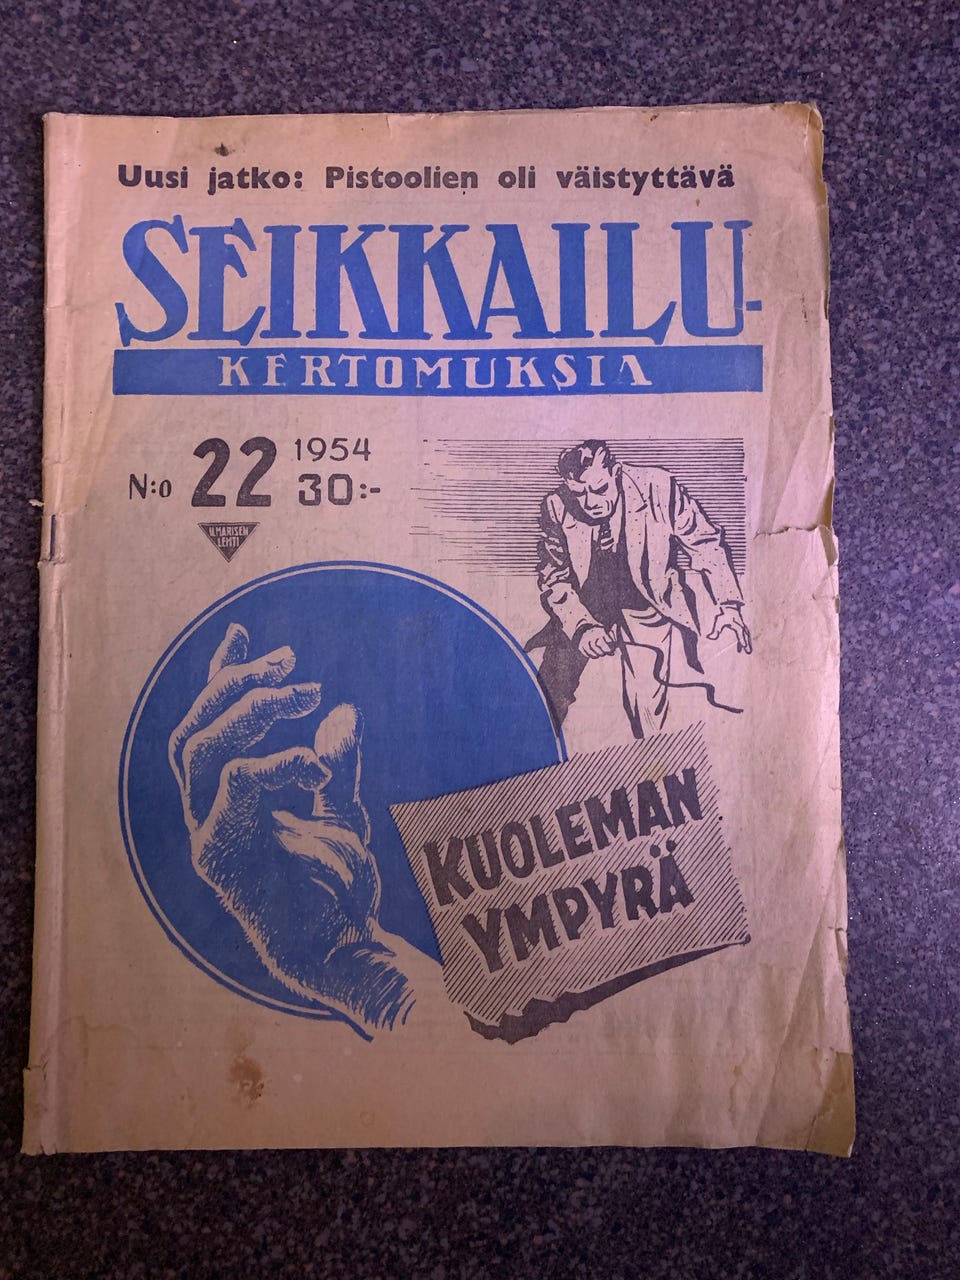 Uusi jatko: Pistoolien oli väistyttävä
SEIKKAILU-
KERTOMUKSIA
N:o 22 1954
30:-
ILMARISEN
LEHTI
KUOLEMAN
YMPYRÄ